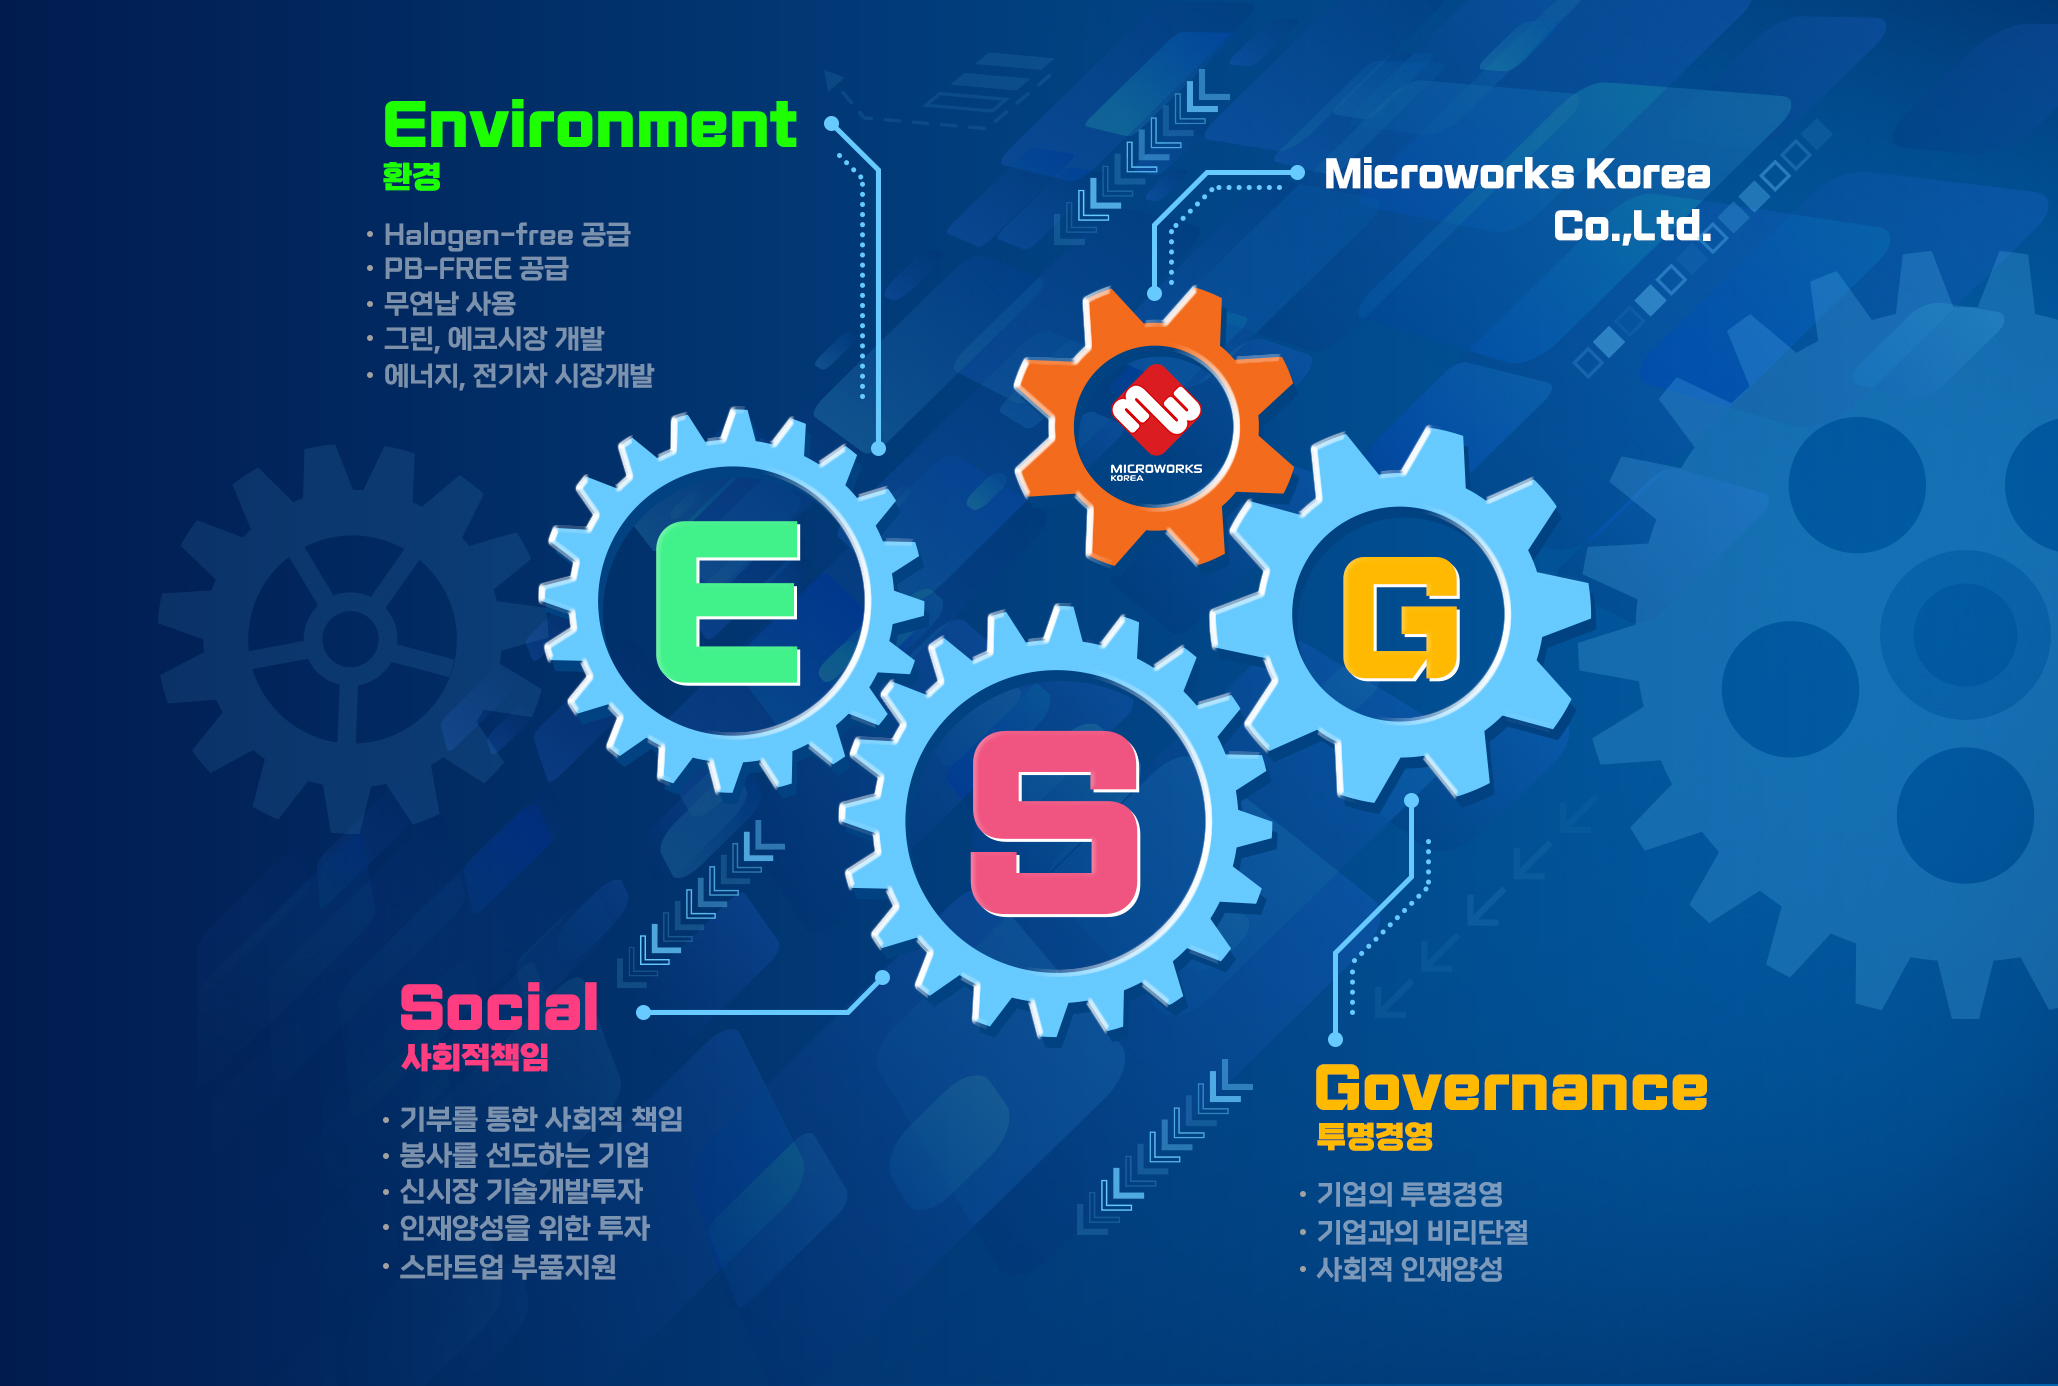 Environment
환경
• Halogen-free 공급
• PB-FREE 공급
• 무연납 사용
• 그린, 에코시장 개발
• 에너지, 전기차 시장개발
Microworks Korea
Co.,Ltd.
MW
MICROWORKS
KOREA
E
S
G
Social
사회적책임
• 기부를 통한 사회적 책임
• 봉사를 선도하는 기업
• 신시장 기술개발투자
• 인재양성을 위한 투자
• 스타트업 부품지원
Governance
투명경영
• 기업의 투명경영
• 기업과의 비리단절
• 사회적 인재양성